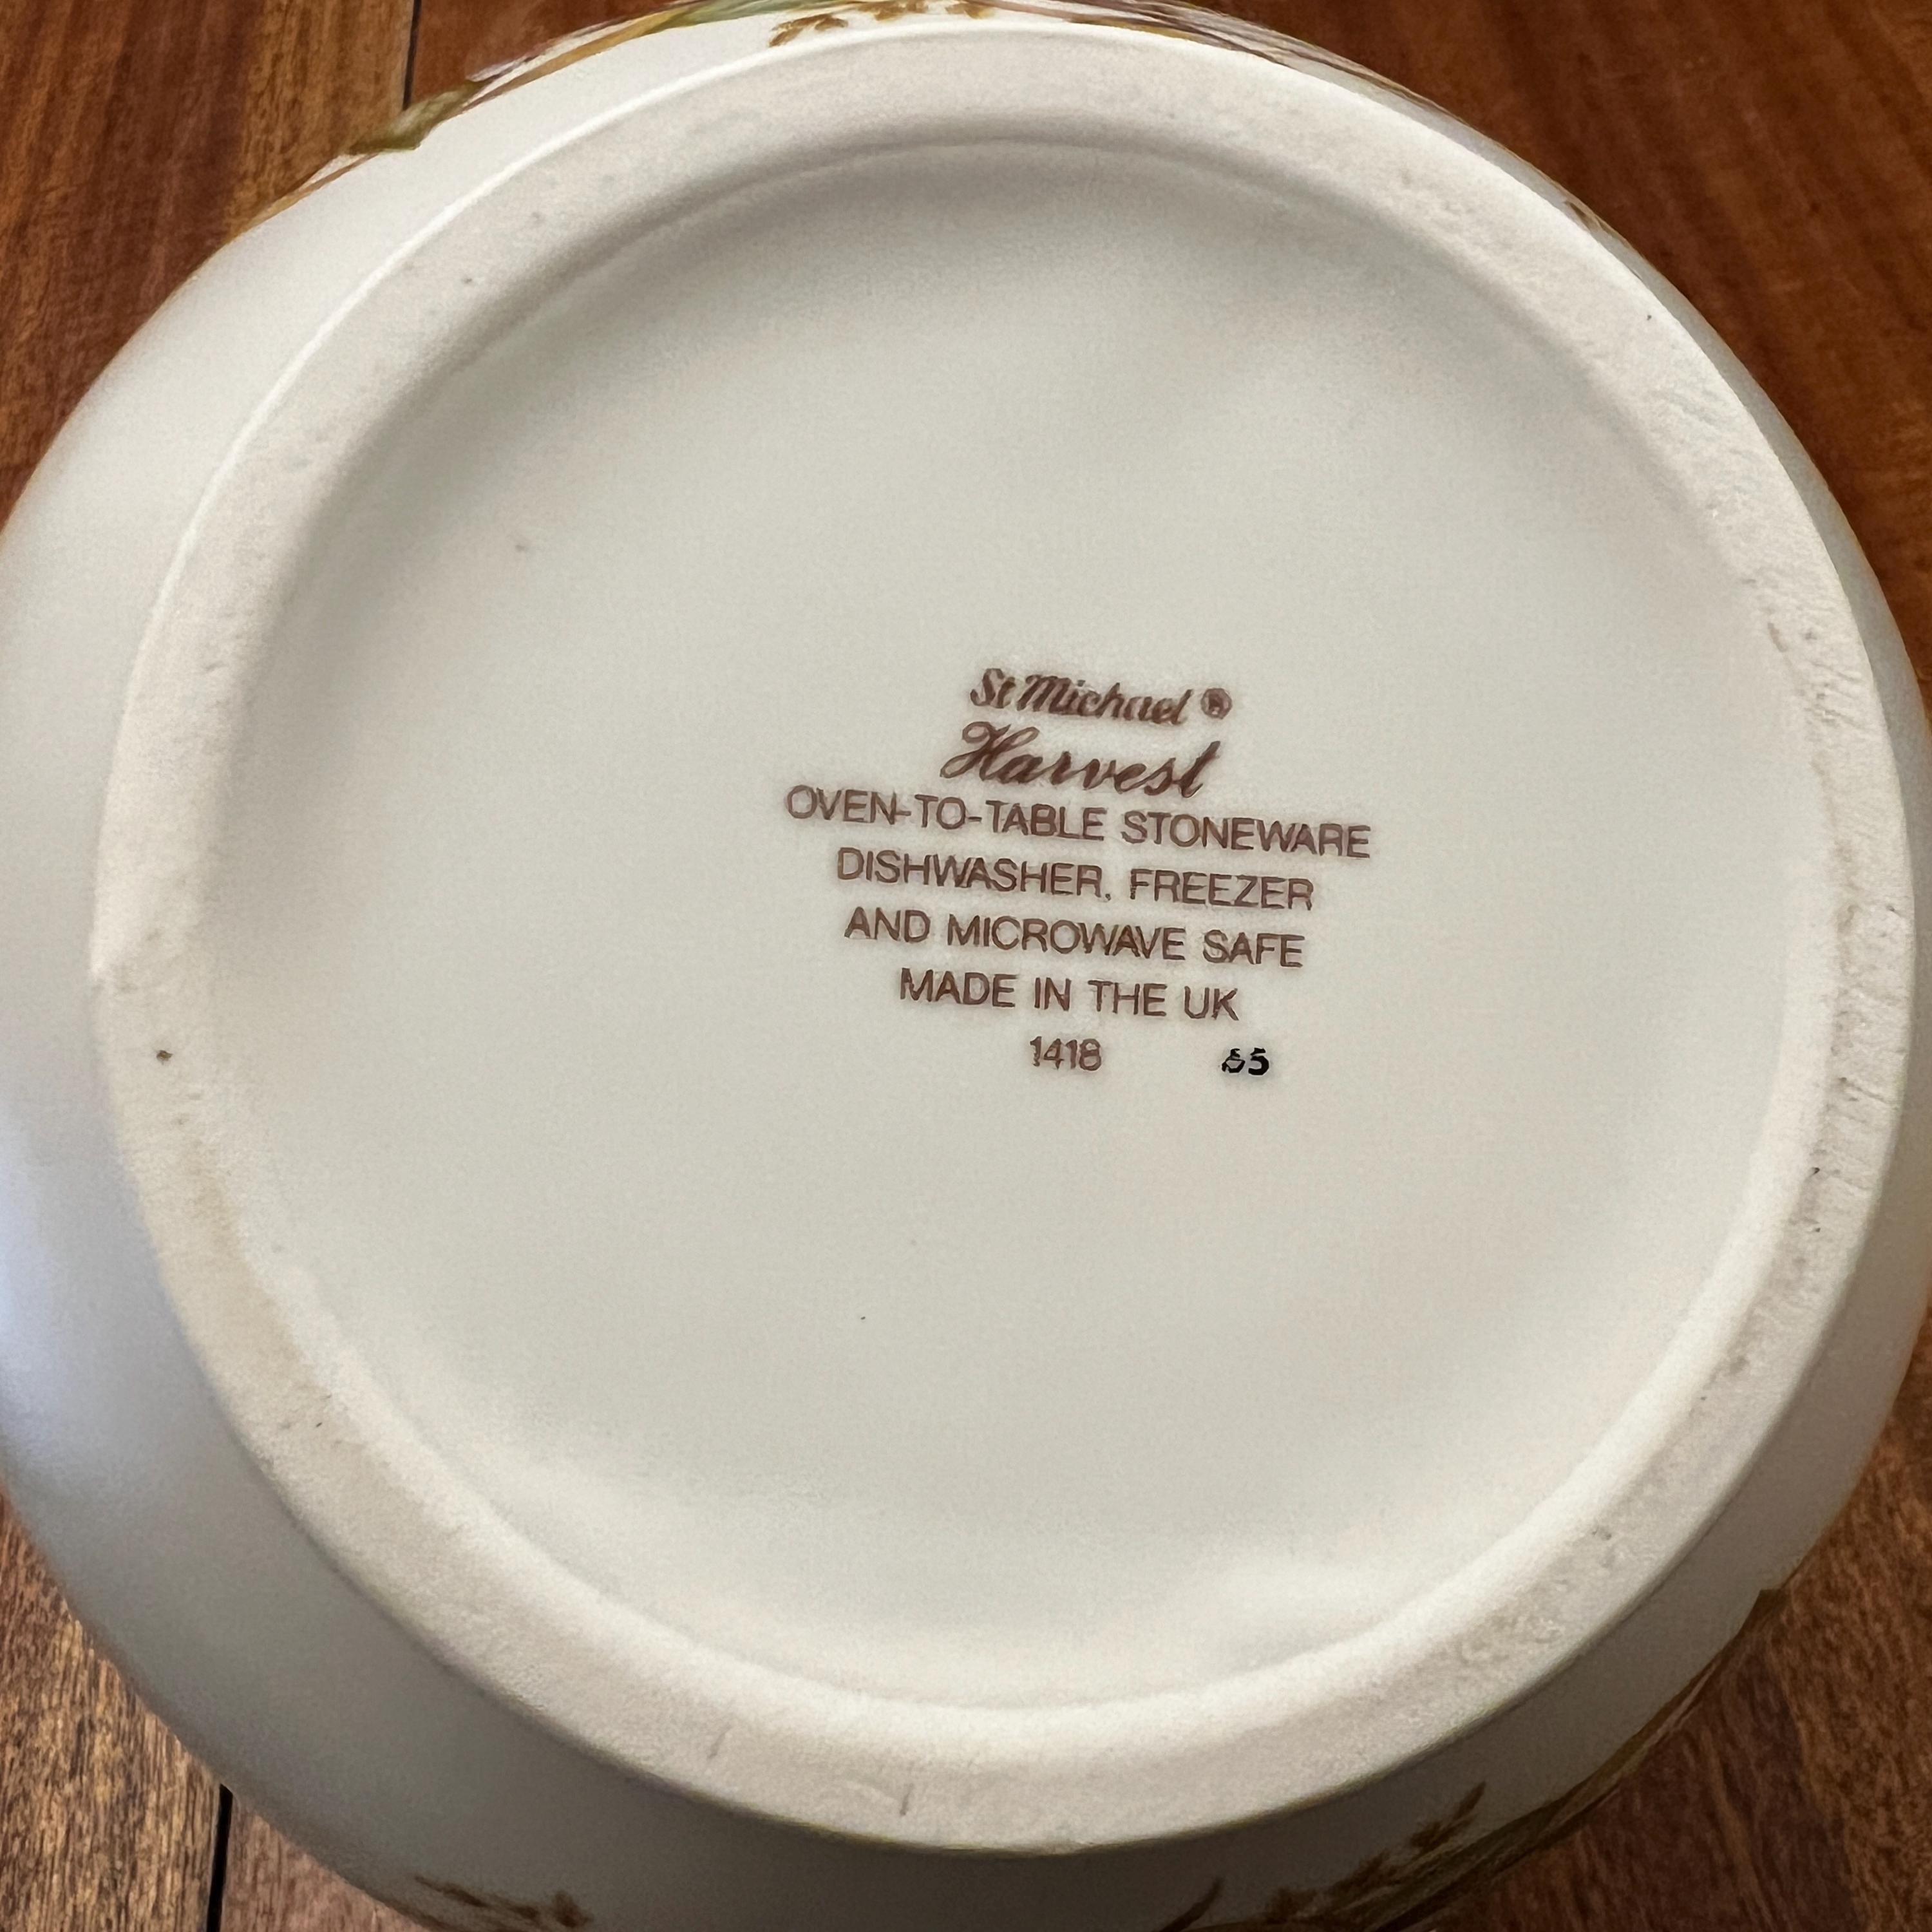 St Michael ®
Harvest
OVEN-TO-TABLE STONEWARE
DISHWASHER, FREEZER
AND MICROWAVE SAFE
MADE IN THE UK
1418